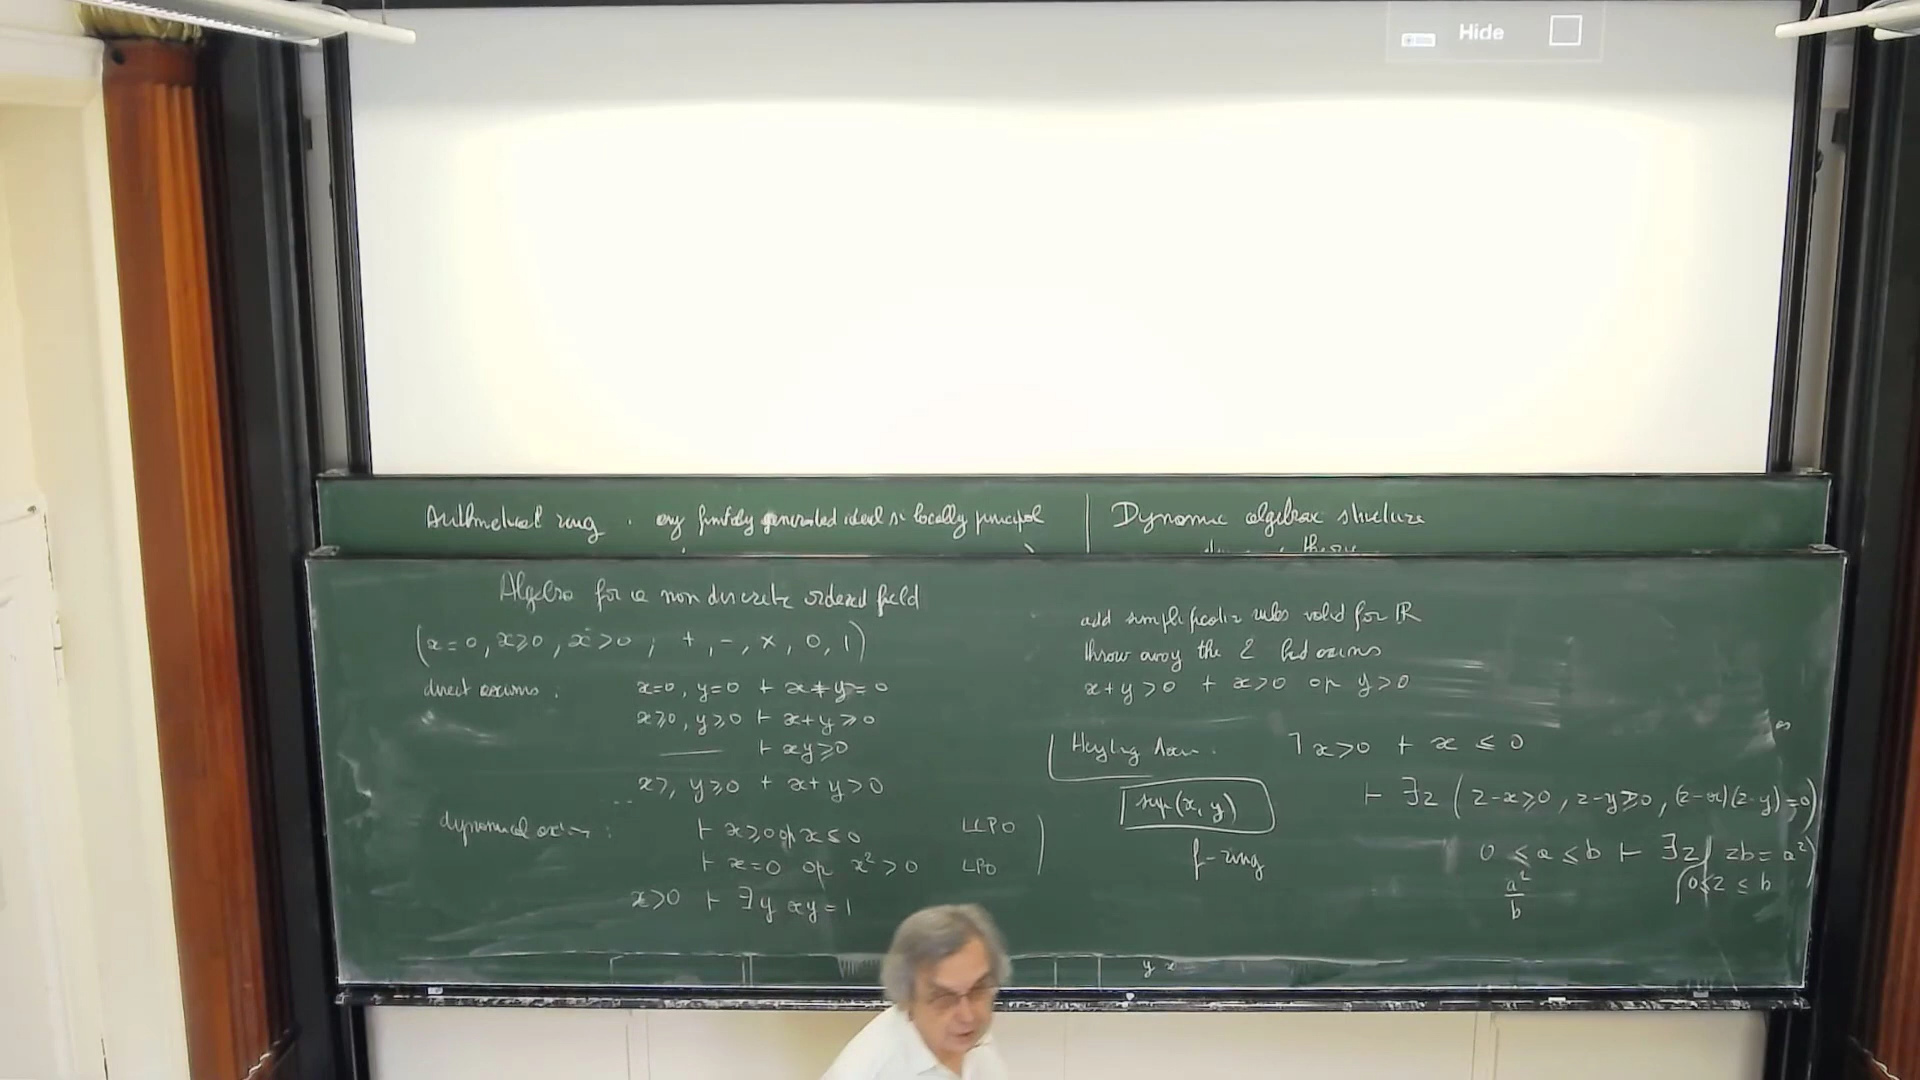 Hide
Arithmetical ring . any finitely generated ideal is locally principal
Dynamic algebraic structure
Algebra for a non discrete ordered field
(x=0, x⩾0, x>0 ; +, -, ×, 0, 1)
direct axioms :
x=0, y=0 ⊢ x+y=0
x⩾0, y⩾0 ⊢ x+y⩾0
—— ⊢ xy⩾0
x>, y⩾0 ⊢ x+y>0
dynamical axioms :
⊢ x⩾0 or x≤0 LLPO
⊢ x=0 or x²>0 LPO
x>0 ⊢ ∃y xy=1
add simplification rules valid for ℝ
throw away the 2 bad axioms
x+y>0 ⊢ x>0 or y>0
Heyting Axiom . ¬ x>0 ⊢ x ≤ 0
sup(x, y)
⊢ ∃z (z-x⩾0, z-y⩾0, (z-x)(z-y)=0)
f-ring
0 ≤ a ≤ b ⊢ ∃z zb=a²
0≤z≤b
a²
b
y x